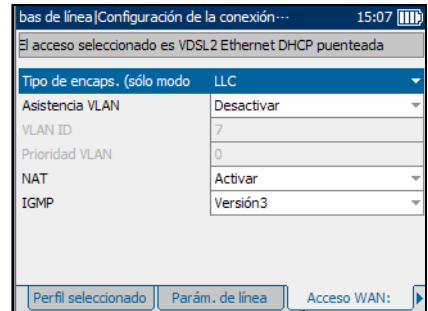 bas de línea|Configuración de la conexión··· 15:07
El acceso seleccionado es VDSL2 Ethernet DHCP puenteada
Tipo de encaps. (sólo modo LLC
Asistencia VLAN Desactivar
VLAN ID 7
Prioridad VLAN 0
NAT Activar
IGMP Versión3
Perfil seleccionado Parám. de línea Acceso WAN: